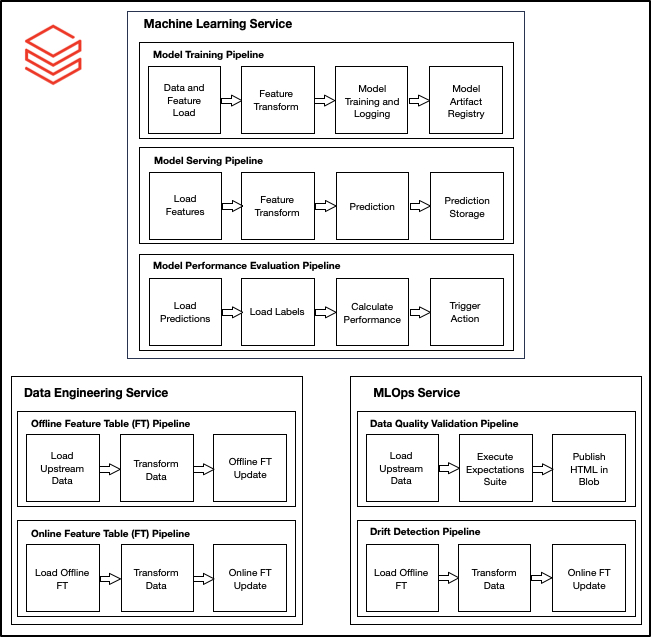 Machine Learning Service
Model Training Pipeline
Data and
Feature
Load
Feature
Transform
Model
Training and
Logging
Model
Artifact
Registry
Model Serving Pipeline
Load
Features
Feature
Transform
Prediction
Prediction
Storage
Model Performance Evaluation Pipeline
Load
Predictions
Load Labels
Calculate
Performance
Trigger
Action
Data Engineering Service
Offline Feature Table (FT) Pipeline
Load
Upstream
Data
Transform
Data
Offline FT
Update
Online Feature Table (FT) Pipeline
Load Offline
FT
Transform
Data
Online FT
Update
MLOps Service
Data Quality Validation Pipeline
Load
Upstream
Data
Execute
Expectations
Suite
Publish
HTML in
Blob
Drift Detection Pipeline
Load Offline
FT
Transform
Data
Online FT
Update